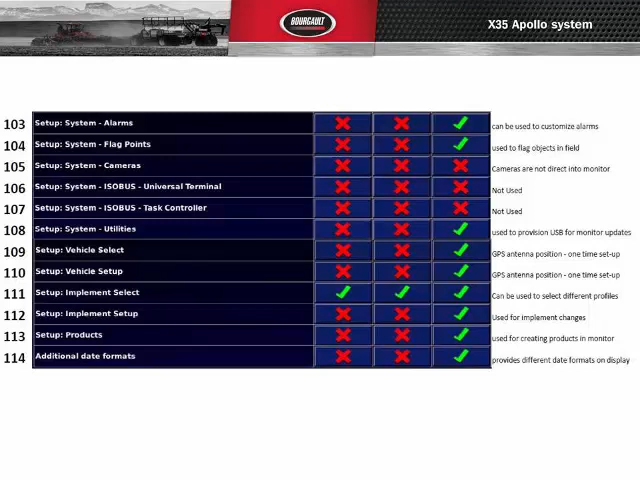 BOURGAULT
X35 Apollo system
103 Setup: System - Alarms can be used to customize alarms
104 Setup: System - Flag Points used to flag objects in field
105 Setup: System - Cameras Cameras are not direct into monitor
106 Setup: System - ISOBUS - Universal Terminal Not Used
107 Setup: System - ISOBUS - Task Controller Not Used
108 Setup: System - Utilities used to provision USB for monitor updates
109 Setup: Vehicle Select GPS antenna position - one time set-up
110 Setup: Vehicle Setup GPS antenna position - one time set-up
111 Setup: Implement Select Can be used to select different profiles
112 Setup: Implement Setup Used for implement changes
113 Setup: Products used for creating products in monitor
114 Additional date formats provides different date formats on display